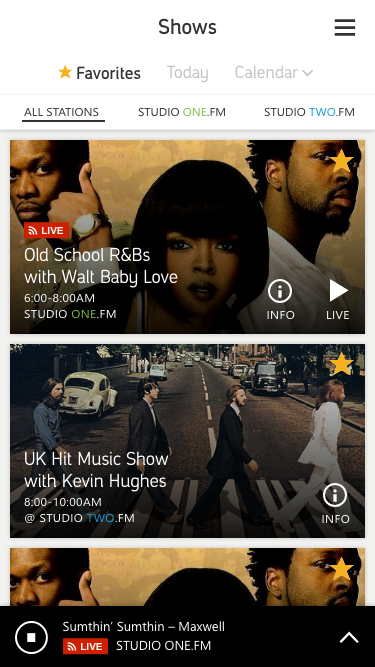 Shows
Favorites Today Calendar
ALL STATIONS STUDIO ONE.FM STUDIO TWO.FM
LIVE
Old School R&Bs
with Walt Baby Love
6:00-8:00AM
STUDIO ONE.FM
INFO LIVE
UK Hit Music Show
with Kevin Hughes
8:00-10:00AM
@ STUDIO TWO.FM
INFO
Sumthin' Sumthin – Maxwell
LIVE STUDIO ONE.FM